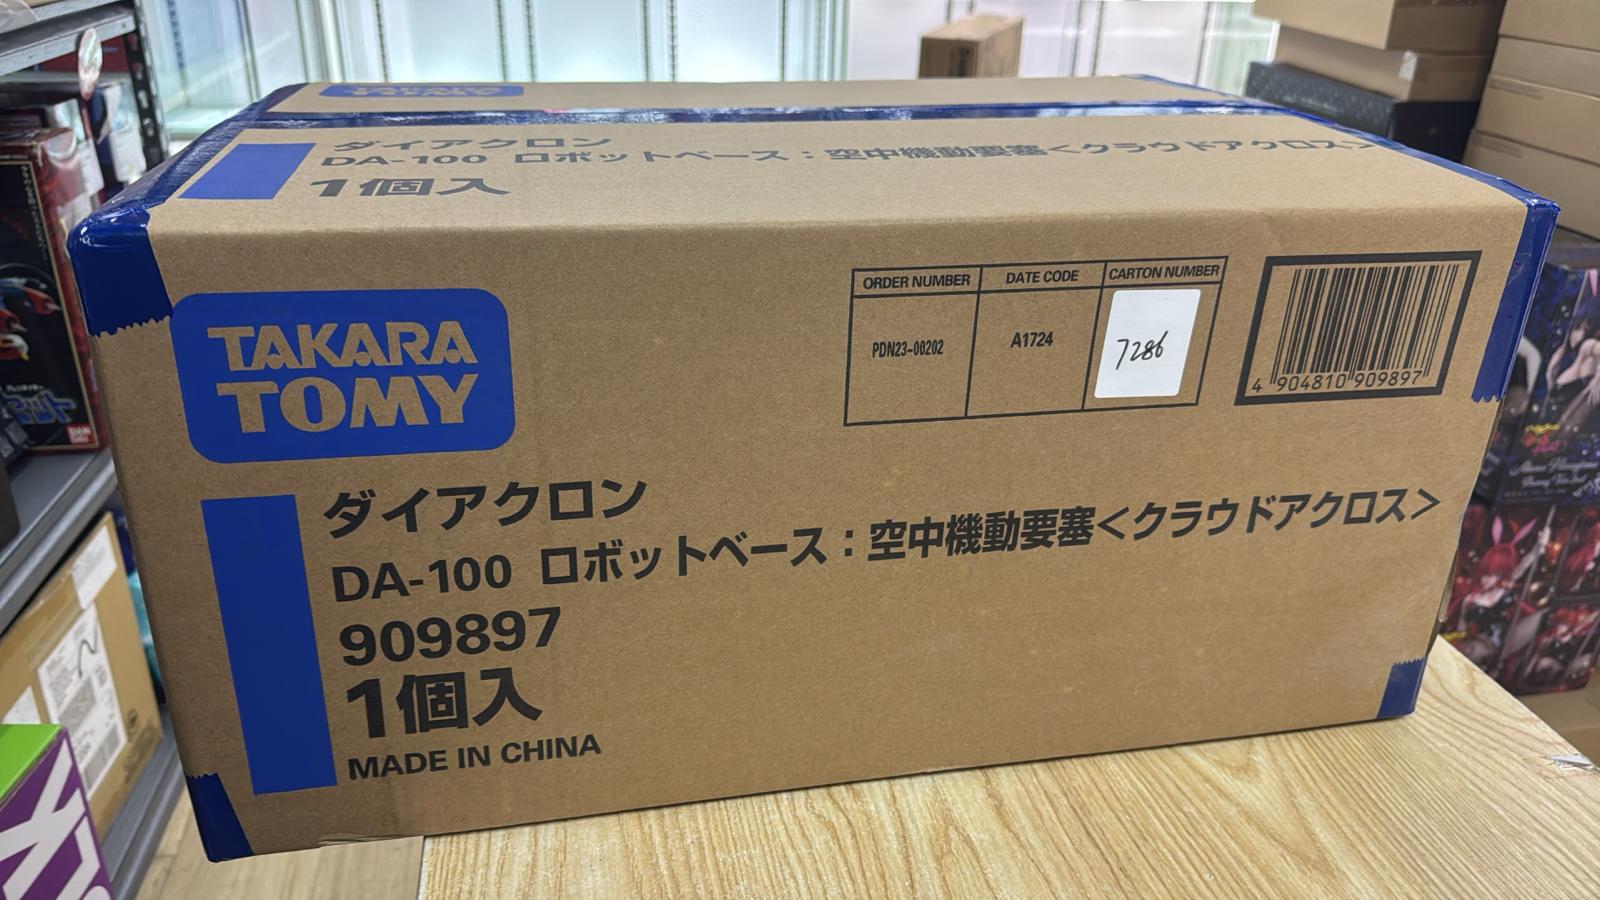 TAKARA TOMY
ダイアクロン
DA-100 ロボットベース：空中機動要塞＜クラウドアクロス＞
1個入
TAKARA
TOMY
ORDER NUMBER DATE CODE CARTON NUMBER
PDN23-00202 A1724 7286
4 904810 909897
ダイアクロン
DA-100 ロボットベース：空中機動要塞＜クラウドアクロス＞
909897
1個入
MADE IN CHINA
BAN
DAI